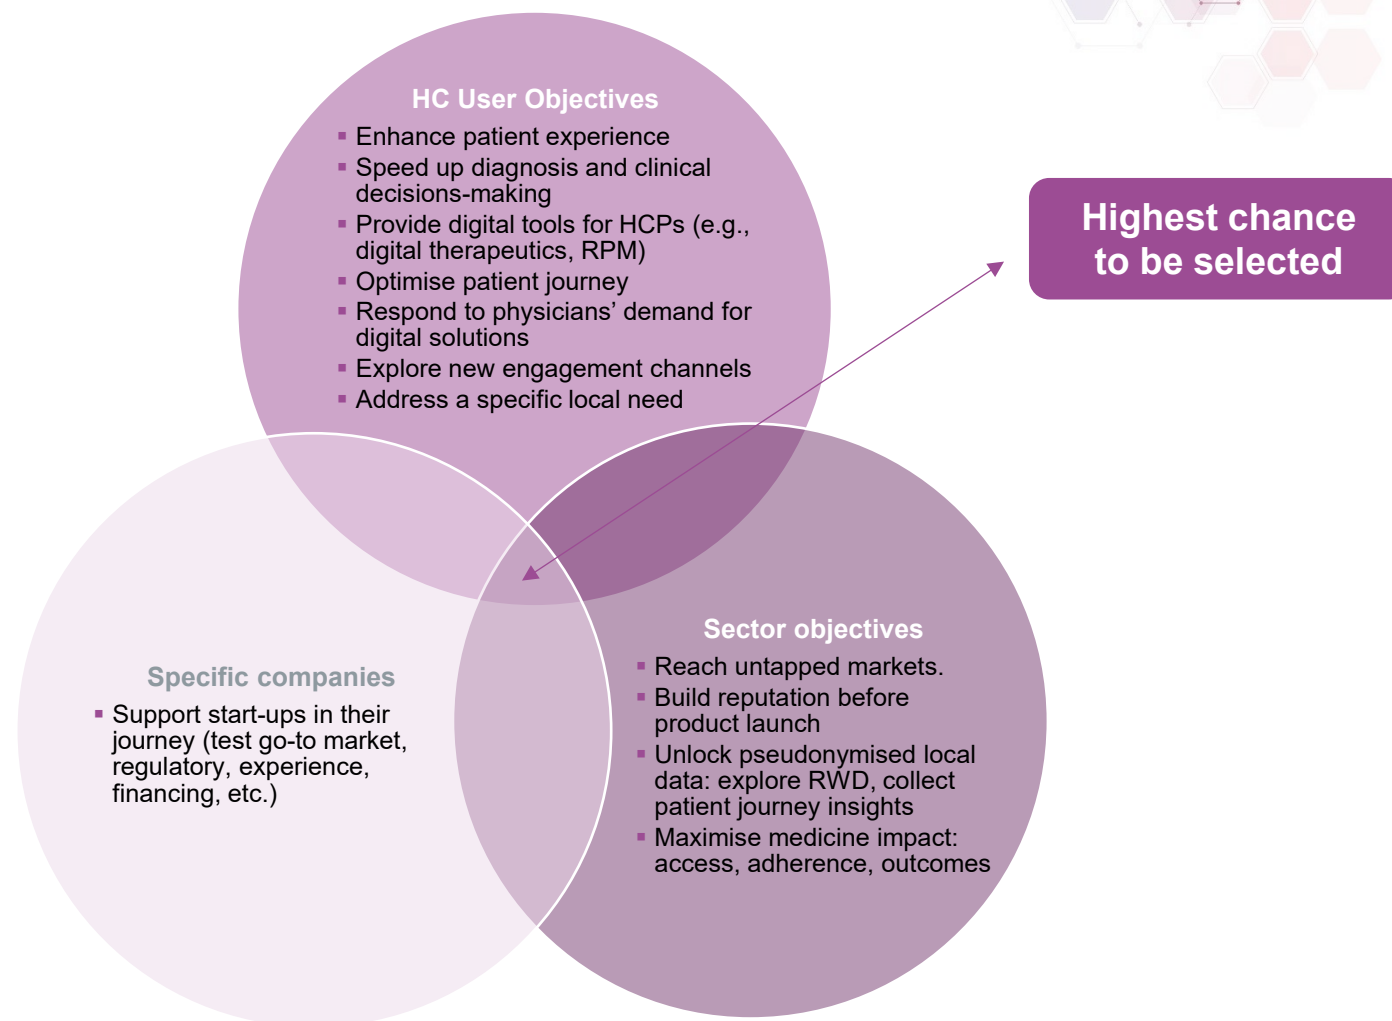 HC User Objectives
▪ Enhance patient experience
▪ Speed up diagnosis and clinical
decisions-making
▪ Provide digital tools for HCPs (e.g.,
digital therapeutics, RPM)
▪ Optimise patient journey
▪ Respond to physicians’ demand for
digital solutions
▪ Explore new engagement channels
▪ Address a specific local need
Highest chance
to be selected
Specific companies
▪ Support start-ups in their
journey (test go-to market,
regulatory, experience,
financing, etc.)
Sector objectives
▪ Reach untapped markets.
▪ Build reputation before
product launch
▪ Unlock pseudonymised local
data: explore RWD, collect
patient journey insights
▪ Maximise medicine impact:
access, adherence, outcomes